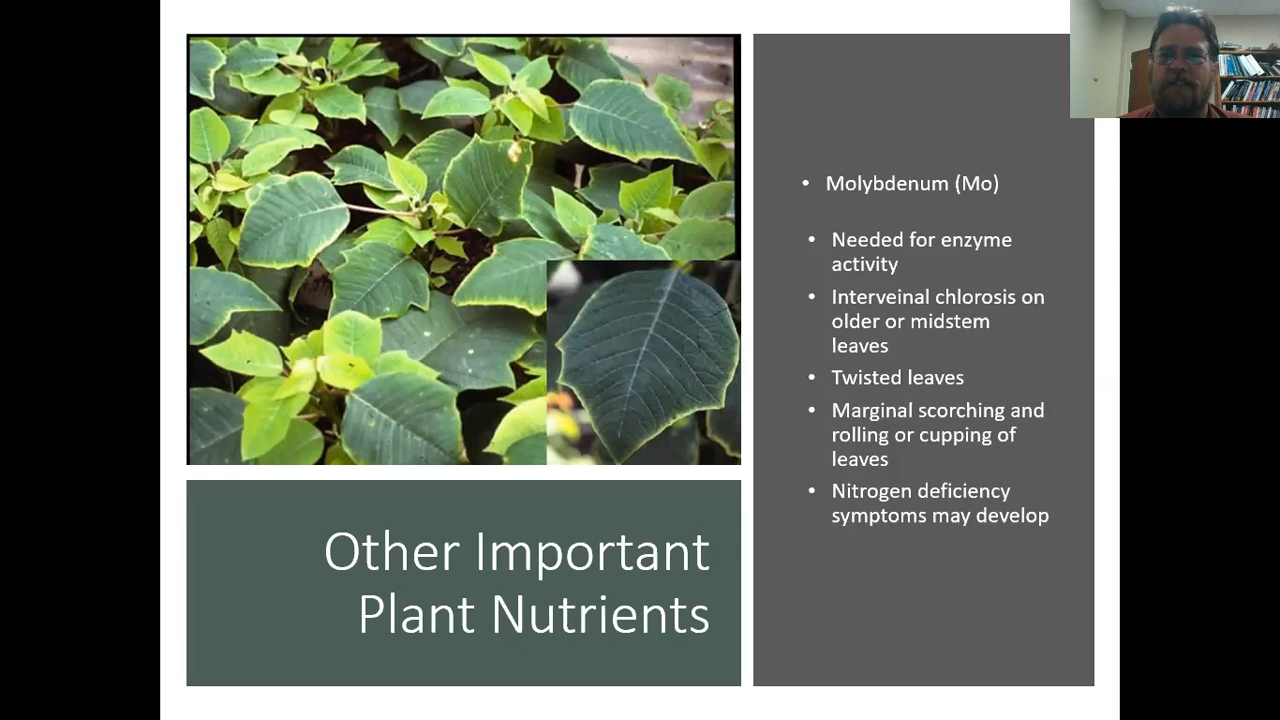 Molybdenum (Mo)
Needed for enzyme
activity
Interveinal chlorosis on
older or midstem
leaves
Twisted leaves
Marginal scorching and
rolling or cupping of
leaves
Nitrogen deficiency
symptoms may develop
Other Important
Plant Nutrients